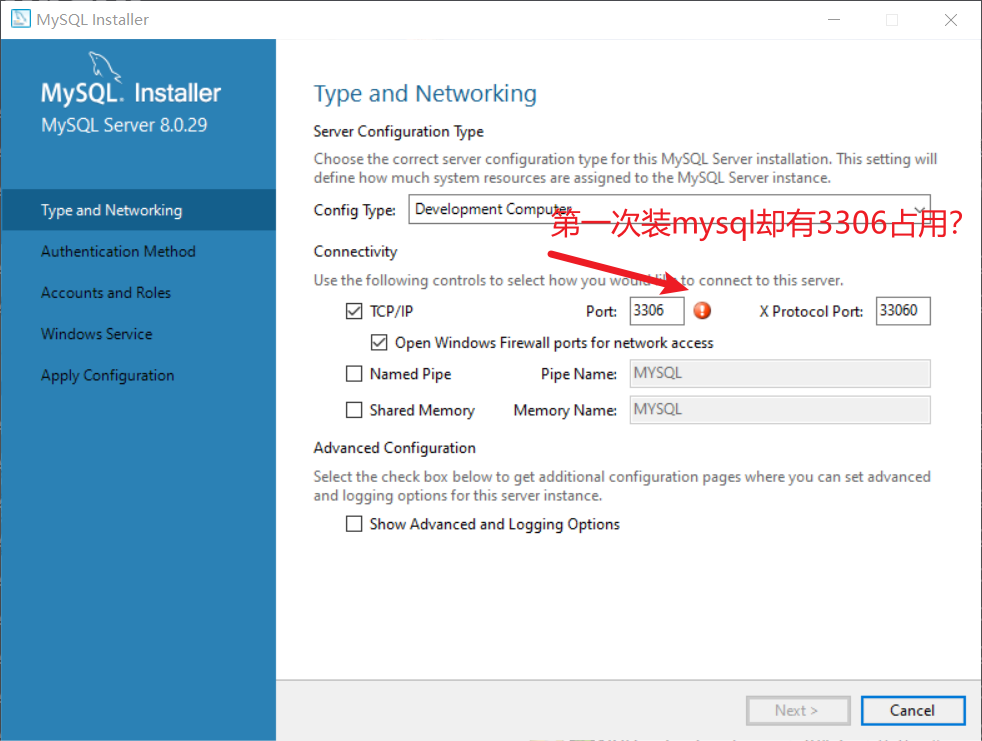 MySQL Installer
MySQL. Installer
MySQL Server 8.0.29
Type and Networking
Authentication Method
Accounts and Roles
Windows Service
Apply Configuration
Type and Networking
Server Configuration Type
Choose the correct server configuration type for this MySQL Server installation. This setting will
define how much system resources are assigned to the MySQL Server instance.
Config Type: Development Computer
第一次装mysql却有3306占用?
Connectivity
Use the following controls to select how you would like to connect to this server.
TCP/IP Port: 3306 X Protocol Port: 33060
Open Windows Firewall ports for network access
Named Pipe Pipe Name: MYSQL
Shared Memory Memory Name: MYSQL
Advanced Configuration
Select the check box below to get additional configuration pages where you can set advanced
and logging options for this server instance.
Show Advanced and Logging Options
Next > Cancel